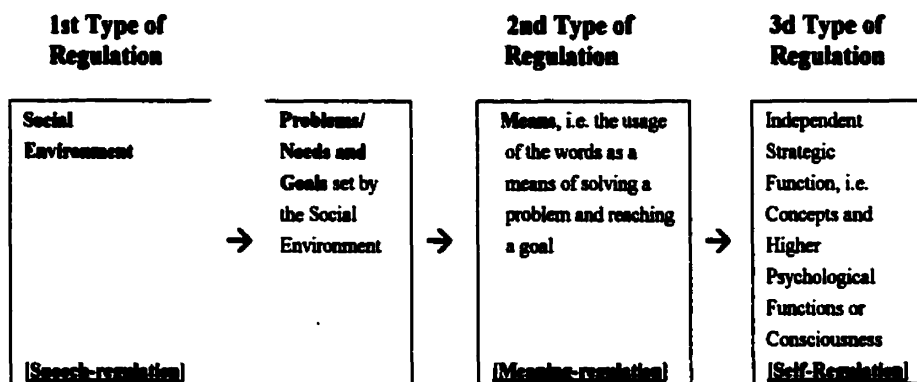 1st Type of
Regulation
2nd Type of
Regulation
3d Type of
Regulation
Social
Environment
[Speech-regulation]
Problems/
Needs and
Goals set by
the Social
Environment
Means, i.e. the usage
of the words as a
means of solving a
problem and reaching
a goal
[Meaning-regulation]
Independent
Strategic
Function, i.e.
Concepts and
Higher
Psychological
Functions or
Consciousness
[Self-Regulation]